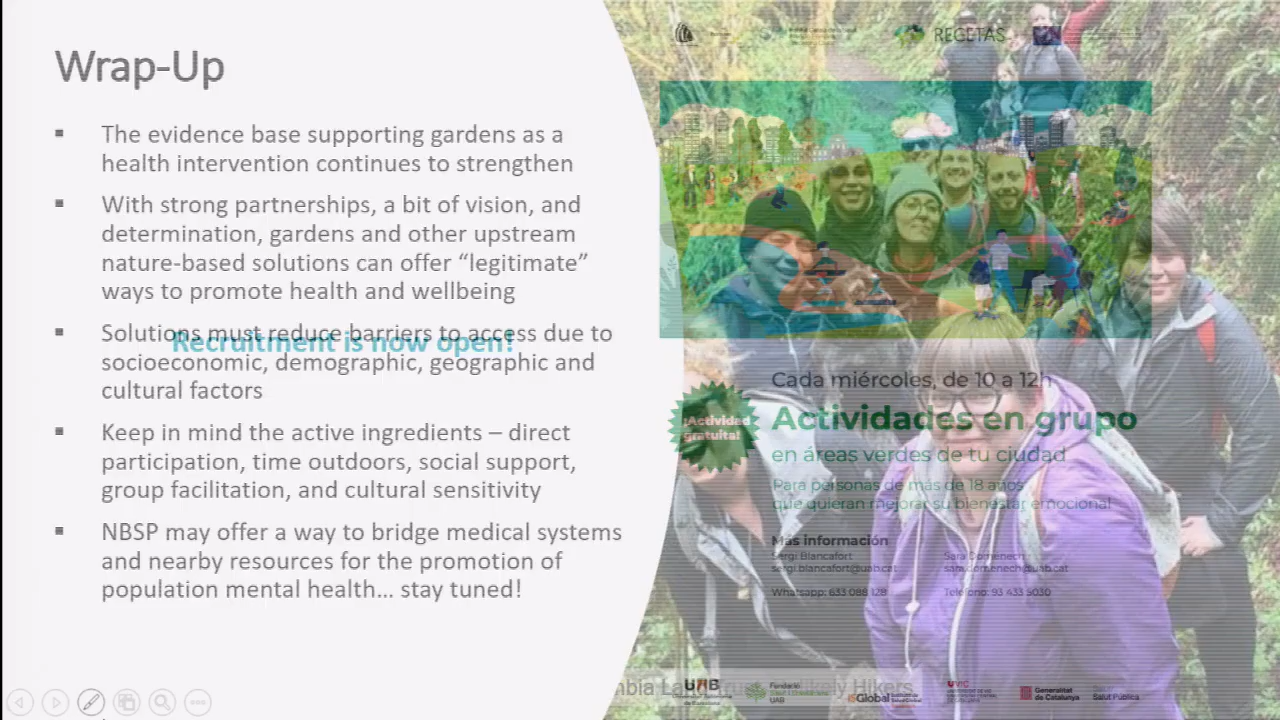 Wrap-Up
▪ The evidence base supporting gardens as a
health intervention continues to strengthen
▪ With strong partnerships, a bit of vision, and
determination, gardens and other upstream
nature-based solutions can offer “legitimate”
ways to promote health and wellbeing
▪ Solutions must reduce barriers to access due to
Recruitment is now open!
socioeconomic, demographic, geographic and
cultural factors
▪ Keep in mind the active ingredients – direct
participation, time outdoors, social support,
group facilitation, and cultural sensitivity
▪ NBSP may offer a way to bridge medical systems
and nearby resources for the promotion of
population mental health… stay tuned!
RECETAS
Cada miércoles, de 10 a 12h
¡Actividad
gratuita!
Actividades en grupo
en áreas verdes de tu ciudad
Para personas de más de 18 años
que quieran mejorar su bienestar emocional
Más información
Sergi Blancafort
sergi.blancafort@uab.cat
Whatsapp: 633 088 128
Sara Domènech
sara.domenech@uab.cat
Teléfono: 93 433 5030
Likely Hikers
UAB
Fundació
Salut i Envelliment
UAB
ISGlobal
Generalitat
de Catalunya
Salut Pública